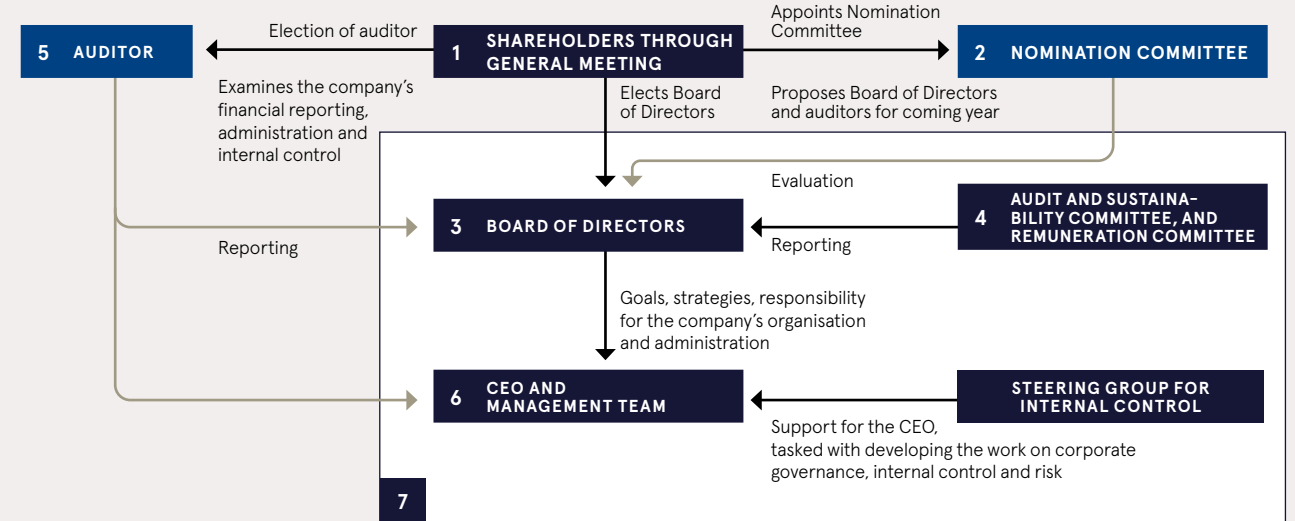 Appoints Nomination
Committee
Election of auditor
5 AUDITOR
1 SHAREHOLDERS THROUGH
GENERAL MEETING
2 NOMINATION COMMITTEE
Examines the company’s
financial reporting,
administration and
internal control
Elects Board
of Directors
Proposes Board of Directors
and auditors for coming year
Evaluation
3 BOARD OF DIRECTORS
4 AUDIT AND SUSTAINA-
BILITY COMMITTEE, AND
REMUNERATION COMMITTEE
Reporting
Reporting
Goals, strategies, responsibility
for the company’s organisation
and administration
6 CEO AND
MANAGEMENT TEAM
STEERING GROUP FOR
INTERNAL CONTROL
Support for the CEO,
tasked with developing the work on corporate
governance, internal control and risk
7